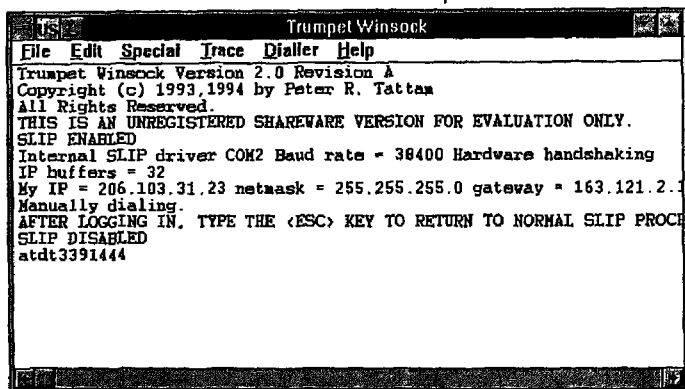 Trumpet Winsock
File Edit Special Trace Dialler Help
Trumpet Winsock Version 2.0 Revision A
Copyright (c) 1993,1994 by Peter R. Tattam
All Rights Reserved.
THIS IS AN UNREGISTERED SHAREWARE VERSION FOR EVALUATION ONLY.
SLIP ENABLED
Internal SLIP driver COM2 Baud rate = 38400 Hardware handshaking
IP buffers = 32
My IP = 206.103.31.23 netmask = 255.255.255.0 gateway = 163.121.2.1
Manually dialing.
AFTER LOGGING IN, TYPE THE <ESC> KEY TO RETURN TO NORMAL SLIP PROCE
SLIP DISABLED
atdt3391444